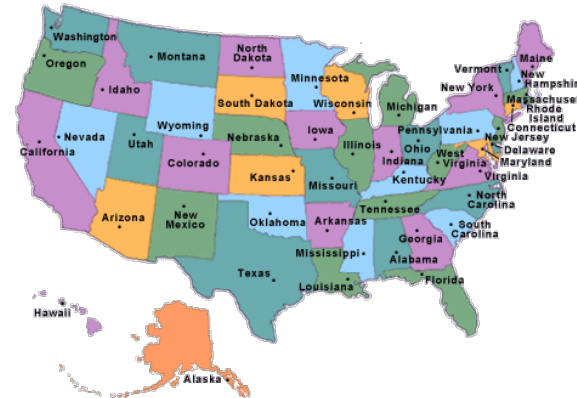 Washington
Oregon
Montana
Idaho
North
Dakota
Minnesota
South Dakota
Wisconsin
Michigan
Vermont
Maine
New
Hampshir
New York
Massachuse
Rhode
Island
Connecticut
New Jersey
Delaware
Maryland
Pennsylvania
Wyoming
Nevada
California
Utah
Colorado
Nebraska
Iowa
Illinois
Indiana
Ohio
West
Virginia
Virginia
Kansas
Missouri
Kentucky
Tennessee
North
Carolina
South
Carolina
Arizona
New
Mexico
Oklahoma
Arkansas
Georgia
Mississippi
Alabama
Texas
Louisiana
Florida
Hawaii
Alaska